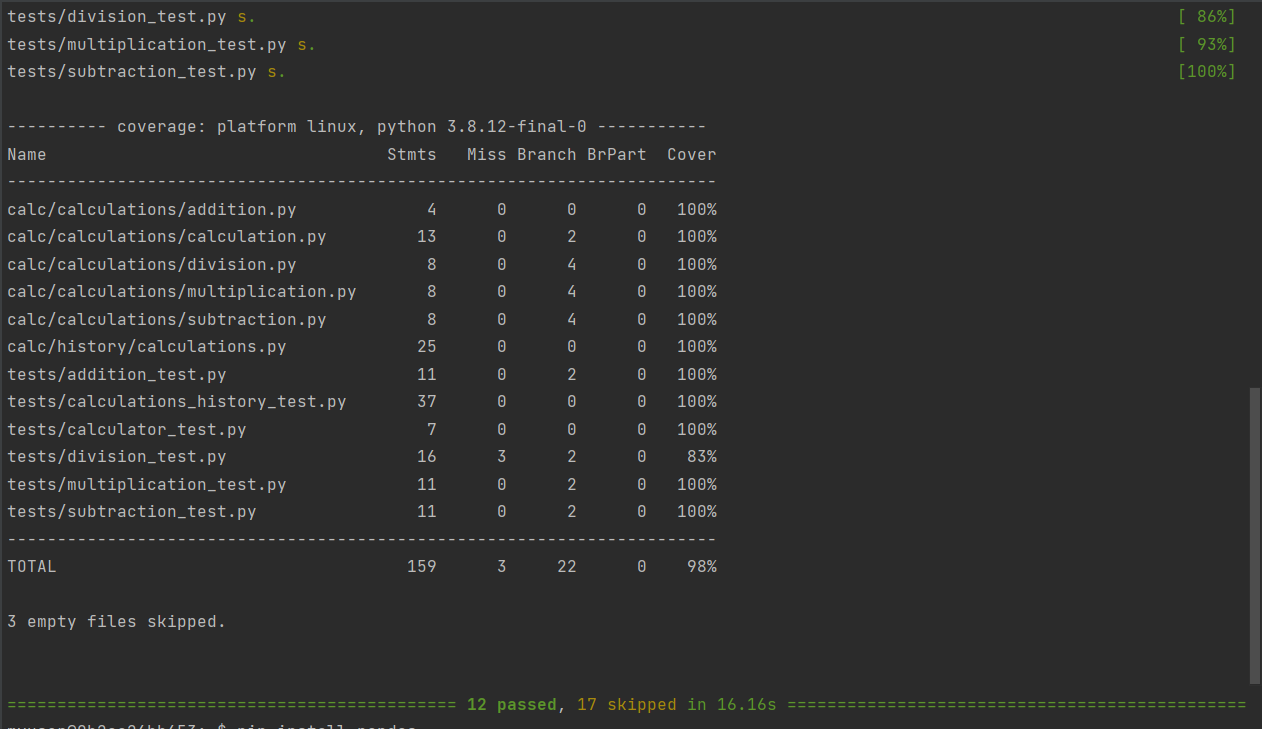 tests/division_test.py s. [ 86%]
tests/multiplication_test.py s. [ 93%]
tests/subtraction_test.py s. [100%]
---------- coverage: platform linux, python 3.8.12-final-0 -----------
Name Stmts Miss Branch BrPart Cover
-----------------------------------------------------------------------
calc/calculations/addition.py 4 0 0 0 100%
calc/calculations/calculation.py 13 0 2 0 100%
calc/calculations/division.py 8 0 4 0 100%
calc/calculations/multiplication.py 8 0 4 0 100%
calc/calculations/subtraction.py 8 0 4 0 100%
calc/history/calculations.py 25 0 0 0 100%
tests/addition_test.py 11 0 2 0 100%
tests/calculations_history_test.py 37 0 0 0 100%
tests/calculator_test.py 7 0 0 0 100%
tests/division_test.py 16 3 2 0 83%
tests/multiplication_test.py 11 0 2 0 100%
tests/subtraction_test.py 11 0 2 0 100%
-----------------------------------------------------------------------
TOTAL 159 3 22 0 98%
3 empty files skipped.
============================================= 12 passed, 17 skipped in 16.16s ==============================================
$ pip install pandas